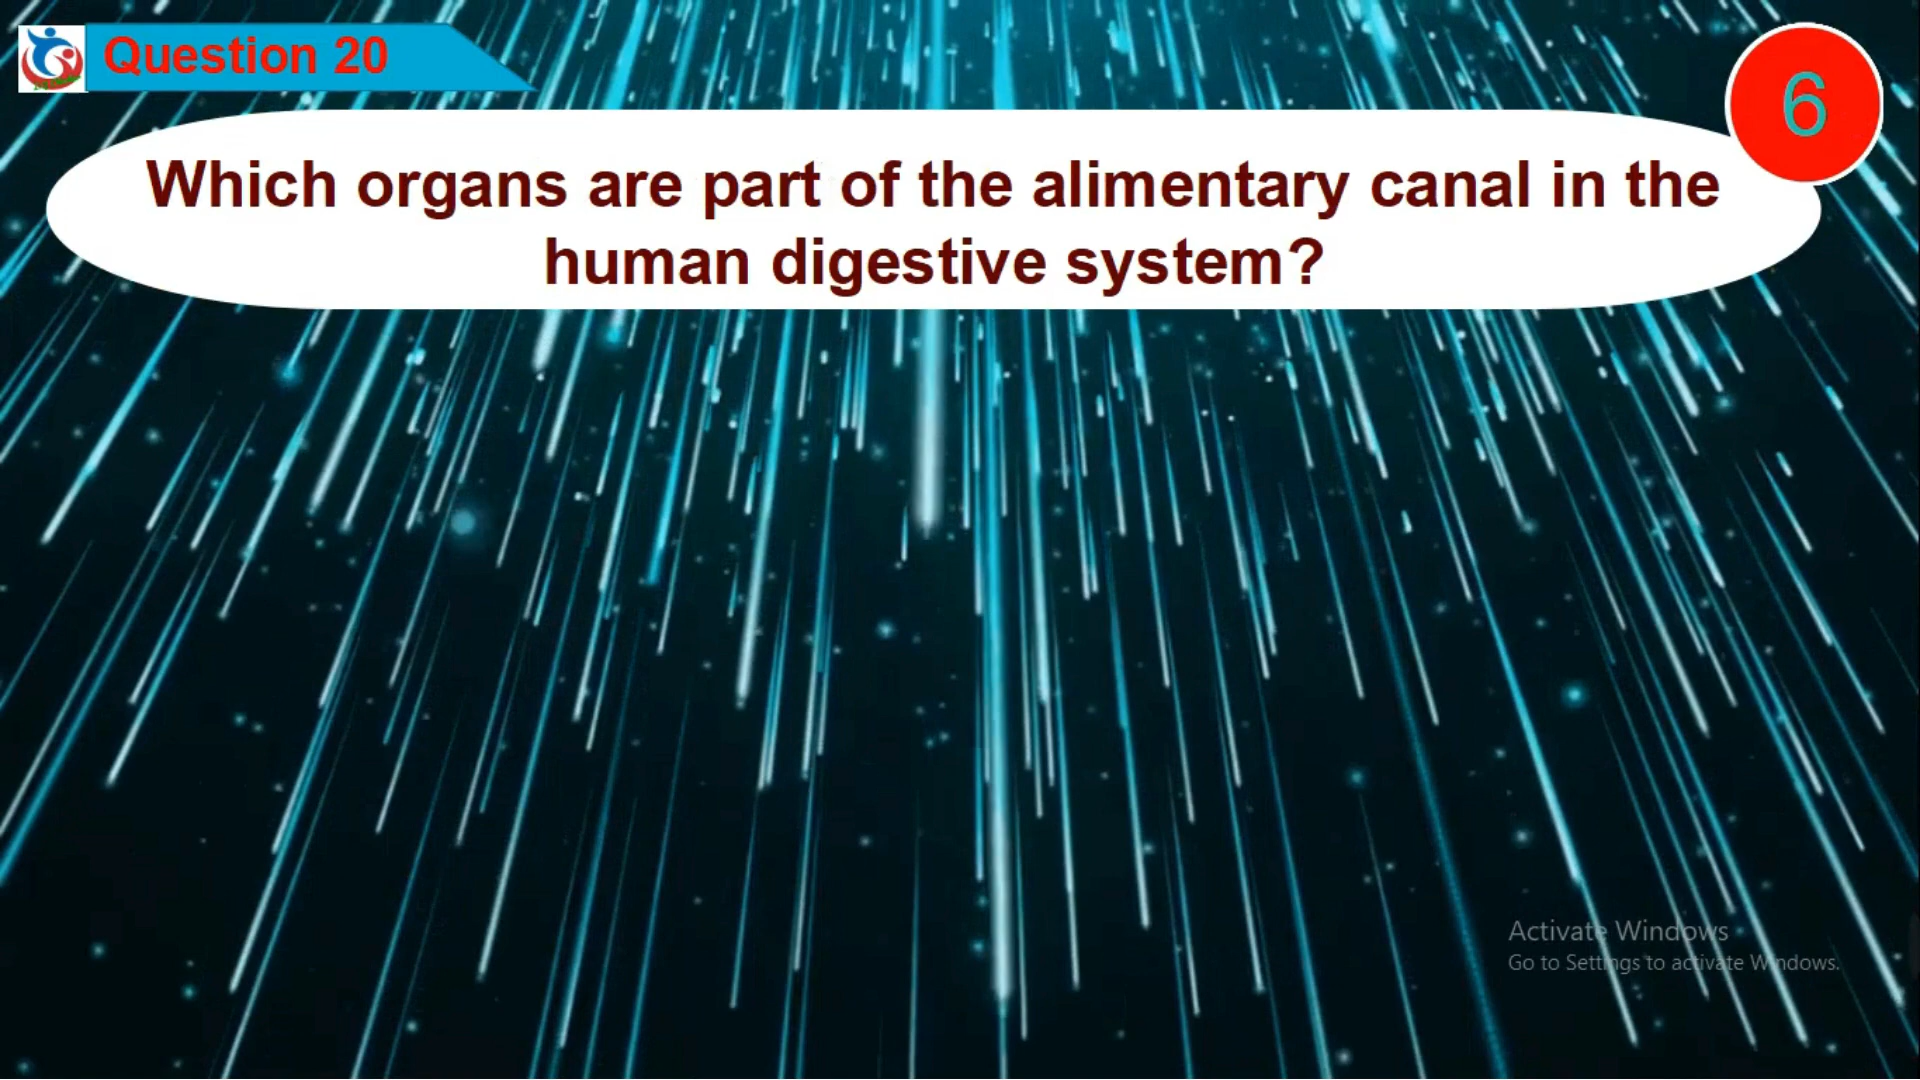 Question 20
6
Which organs are part of the alimentary canal in the
human digestive system?
Activate Windows
Go to Settings to activate Windows.